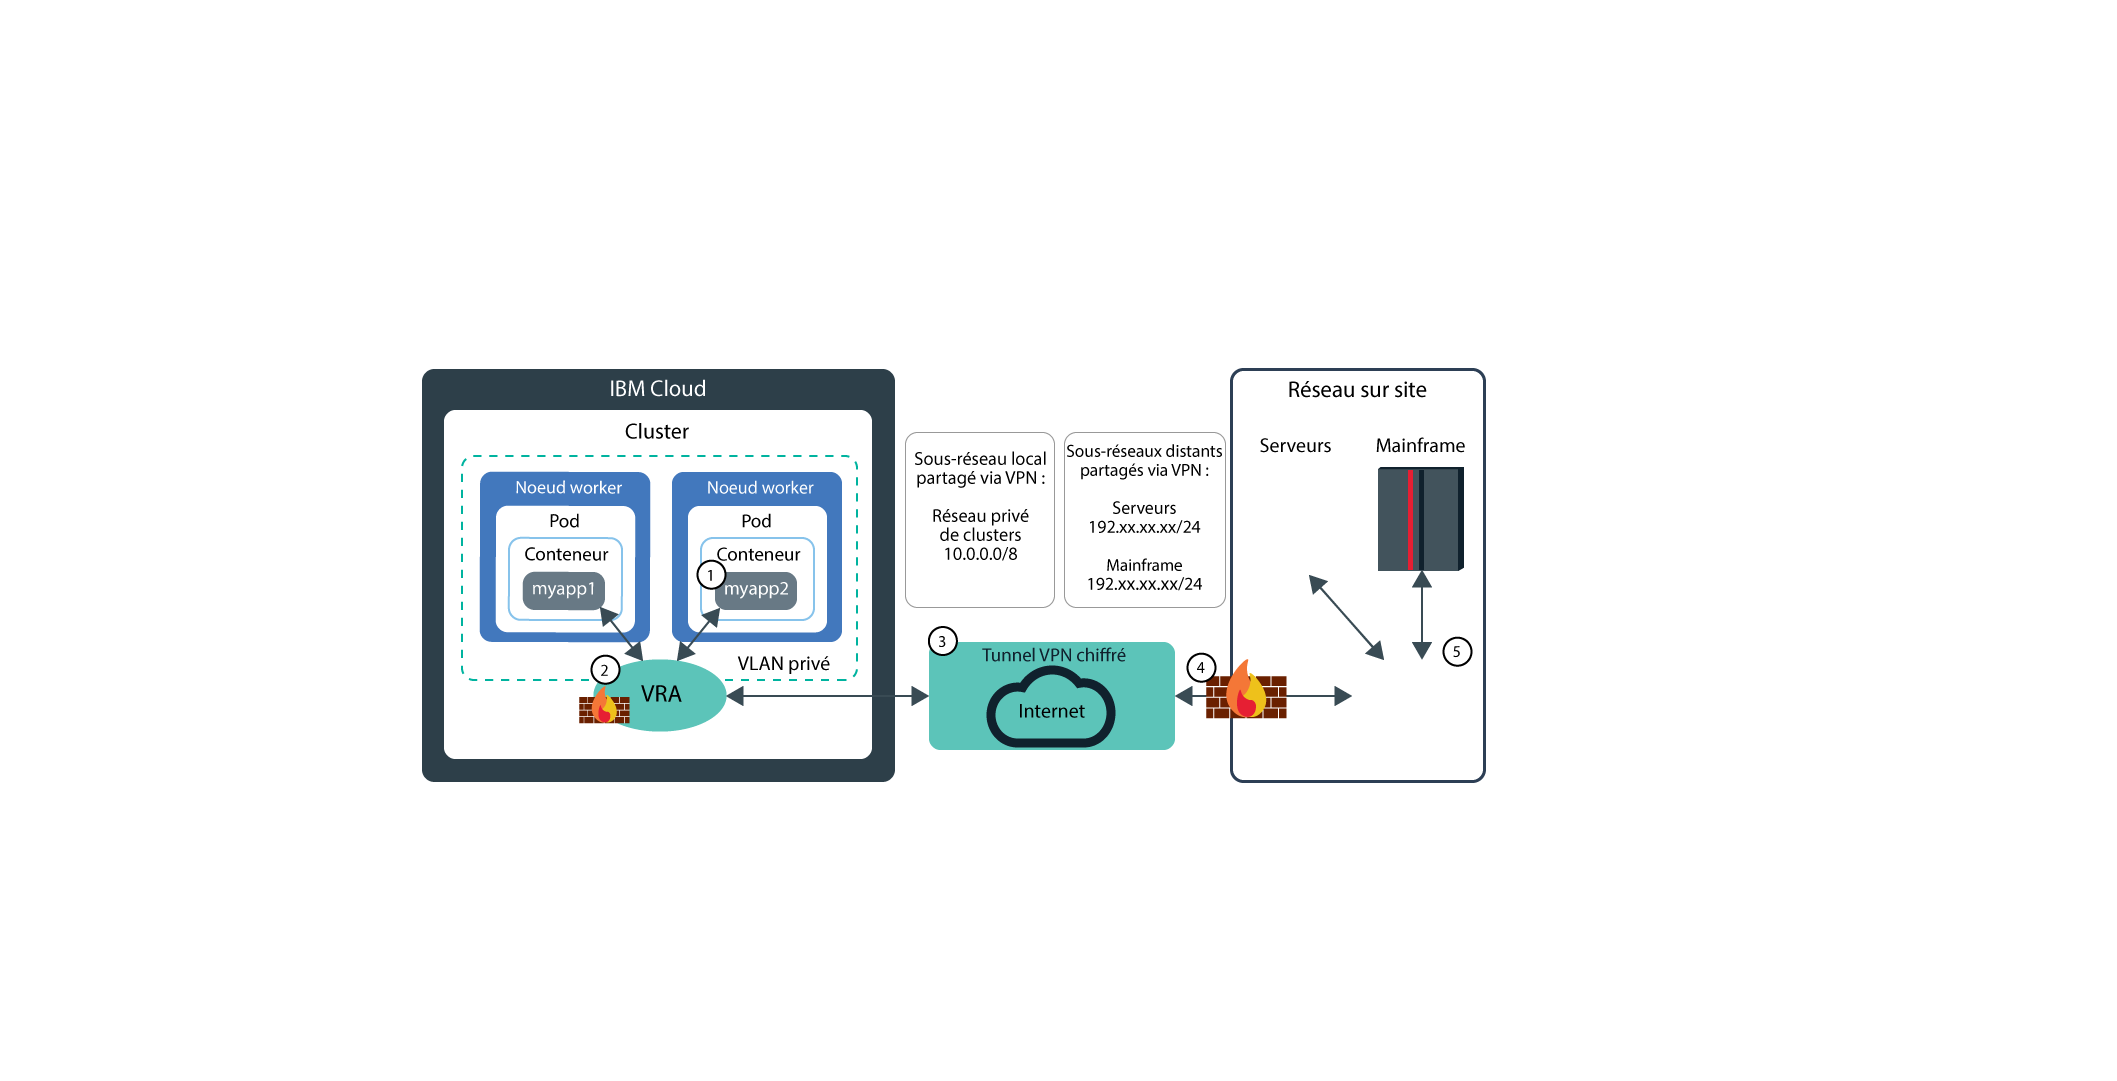 IBM Cloud
Cluster
Noeud worker
Pod
Conteneur
myapp1
Noeud worker
Pod
Conteneur
1
myapp2
VLAN privé
2
VRA
Sous-réseau local
partagé via VPN :
Réseau privé
de clusters
10.0.0.0/8
Sous-réseaux distants
partagés via VPN :
Serveurs
192.xx.xx.xx/24
Mainframe
192.xx.xx.xx/24
3
Tunnel VPN chiffré
Internet
4
Réseau sur site
Serveurs
Mainframe
5